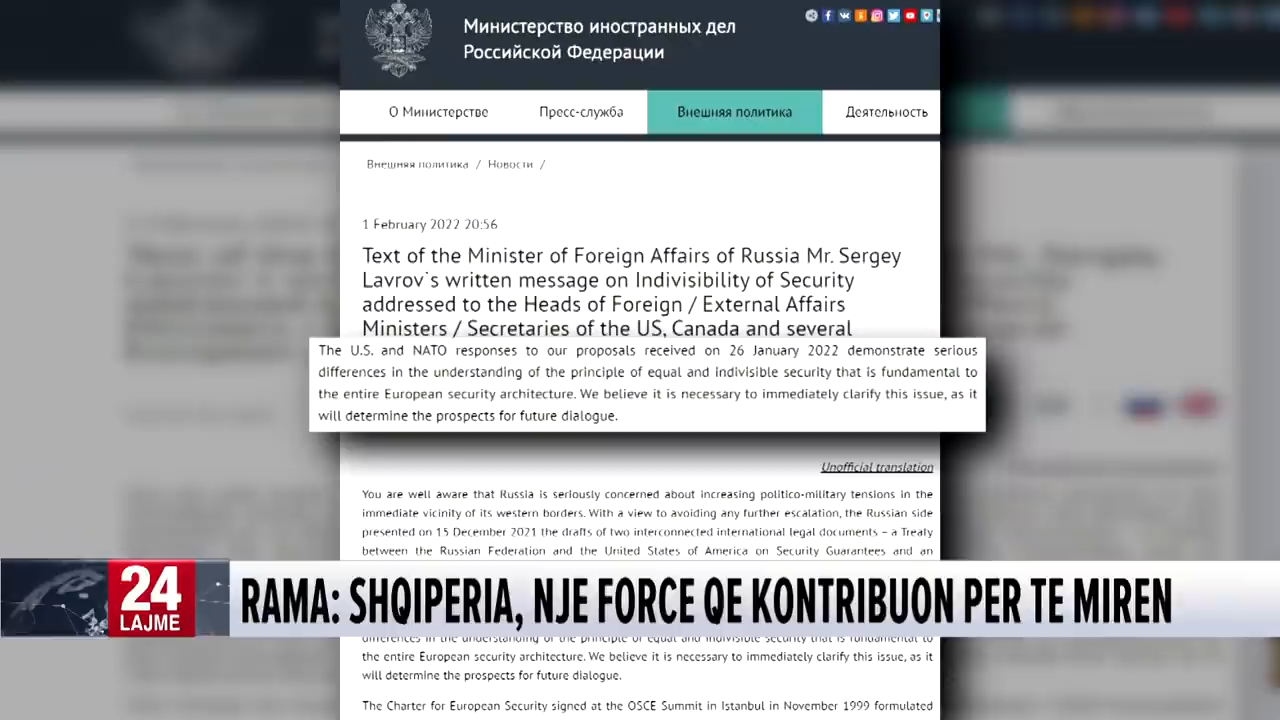 Министерство иностранных дел
Российской Федерации
О Министерстве
Пресс-служба
Внешняя политика
Деятельность
Внешняя политика / Новости /
1 February 2022 20:56
Text of the Minister of Foreign Affairs of Russia Mr. Sergey
Lavrov`s written message on Indivisibility of Security
addressed to the Heads of Foreign / External Affairs
Ministers / Secretaries of the US, Canada and several
The U.S. and NATO responses to our proposals received on 26 January 2022 demonstrate serious
differences in the understanding of the principle of equal and indivisible security that is fundamental to
the entire European security architecture. We believe it is necessary to immediately clarify this issue, as it
will determine the prospects for future dialogue.
Unofficial translation
You are well aware that Russia is seriously concerned about increasing politico-military tensions in the
immediate vicinity of its western borders. With a view to avoiding any further escalation, the Russian side
presented on 15 December 2021 the drafts of two interconnected international legal documents – a Treaty
between the Russian Federation and the United States of America on Security Guarantees and an
24
LAJME
RAMA: SHQIPERIA, NJE FORCE QE KONTRIBUON PER TE MIREN
differences in the understanding of the principle of equal and indivisible security that is fundamental to
the entire European security architecture. We believe it is necessary to immediately clarify this issue, as it
will determine the prospects for future dialogue.
The Charter for European Security signed at the OSCE Summit in Istanbul in November 1999 formulated